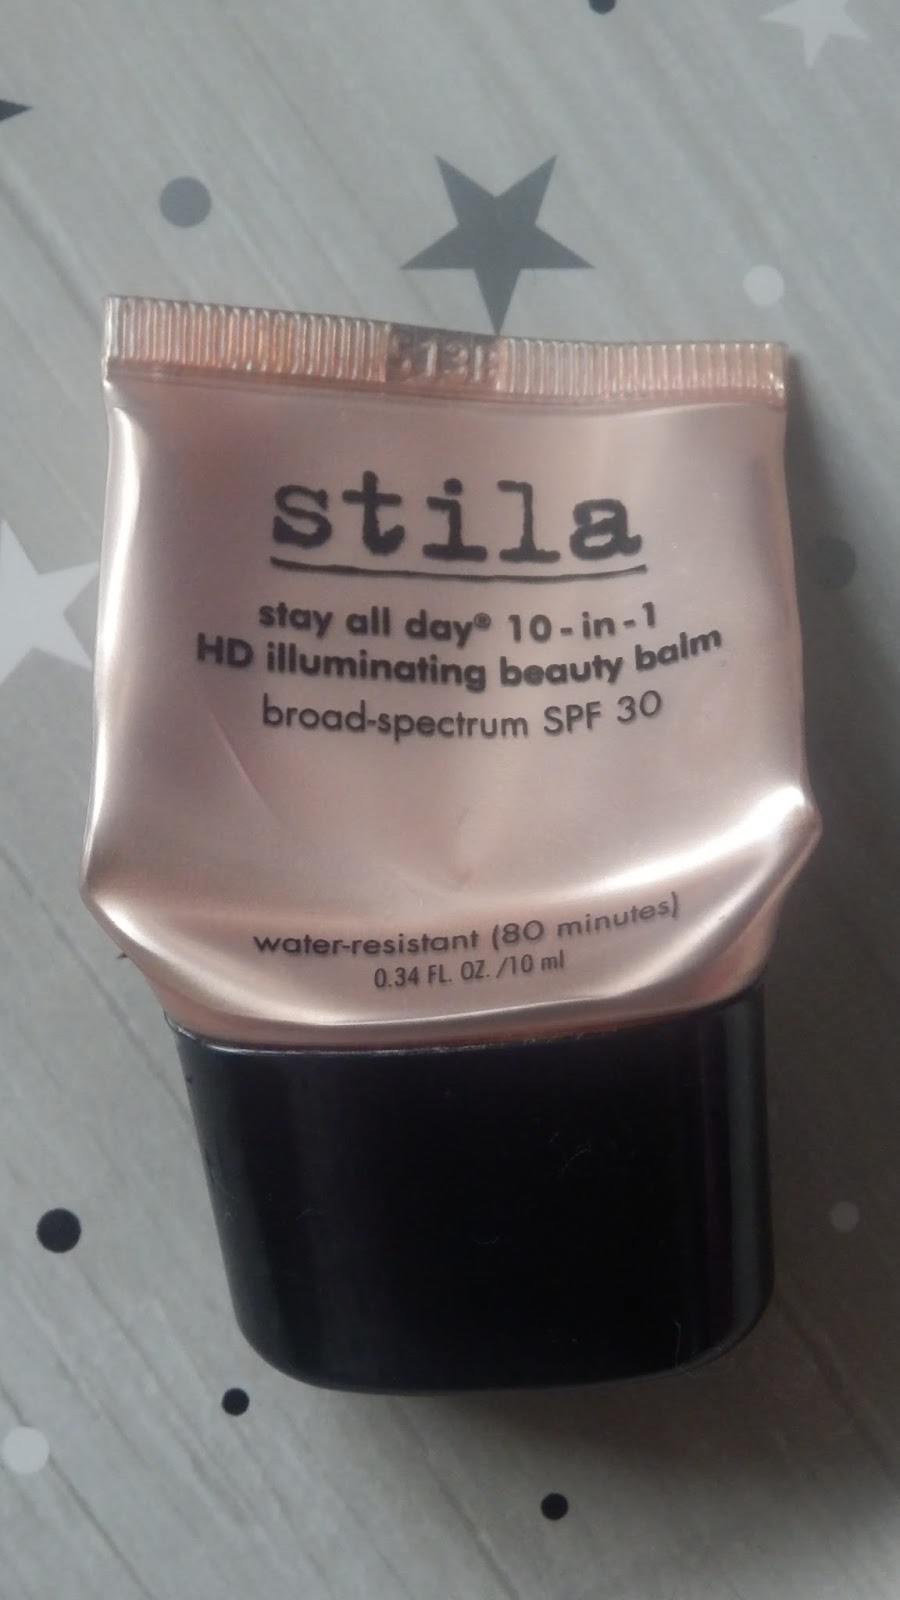 stila
stay all day® 10-in-1
HD illuminating beauty balm
broad-spectrum SPF 30
water-resistant (80 minutes)
0.34 FL. OZ. /10 ml